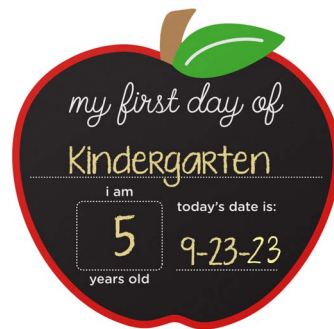 my first day of
Kindergarten
i am
5
years old
today's date is:
9-23-23